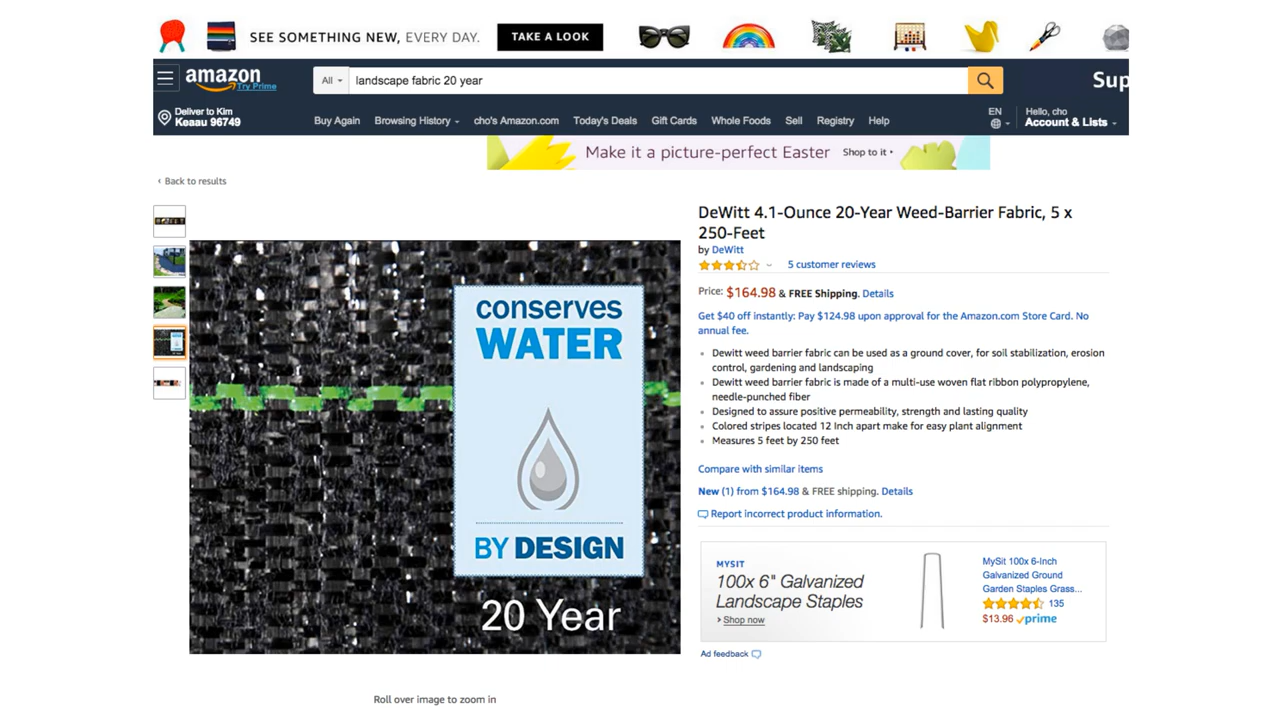 SEE SOMETHING NEW, EVERY DAY. TAKE A LOOK
amazon
Try Prime
All landscape fabric 20 year
Sup
Deliver to Kim
Keaau 96749
Buy Again Browsing History cho's Amazon.com Today's Deals Gift Cards Whole Foods Sell Registry Help
EN
Hello, cho
Account & Lists
Make it a picture-perfect Easter Shop to it ▸
‹ Back to results
conserves
WATER
BY DESIGN
20 Year
Roll over image to zoom in
DeWitt 4.1-Ounce 20-Year Weed-Barrier Fabric, 5 x
250-Feet
by DeWitt
5 customer reviews
Price: $164.98 & FREE Shipping. Details
Get $40 off instantly: Pay $124.98 upon approval for the Amazon.com Store Card. No
annual fee.
• Dewitt weed barrier fabric can be used as a ground cover, for soil stabilization, erosion
control, gardening and landscaping
• Dewitt weed barrier fabric is made of a multi-use woven flat ribbon polypropylene,
needle-punched fiber
• Designed to assure positive permeability, strength and lasting quality
• Colored stripes located 12 Inch apart make for easy plant alignment
• Measures 5 feet by 250 feet
Compare with similar items
New (1) from $164.98 & FREE shipping. Details
Report incorrect product information.
MYSIT
100x 6" Galvanized
Landscape Staples
› Shop now
MySit 100x 6-Inch
Galvanized Ground
Garden Staples Grass...
135
$13.96 prime
Ad feedback